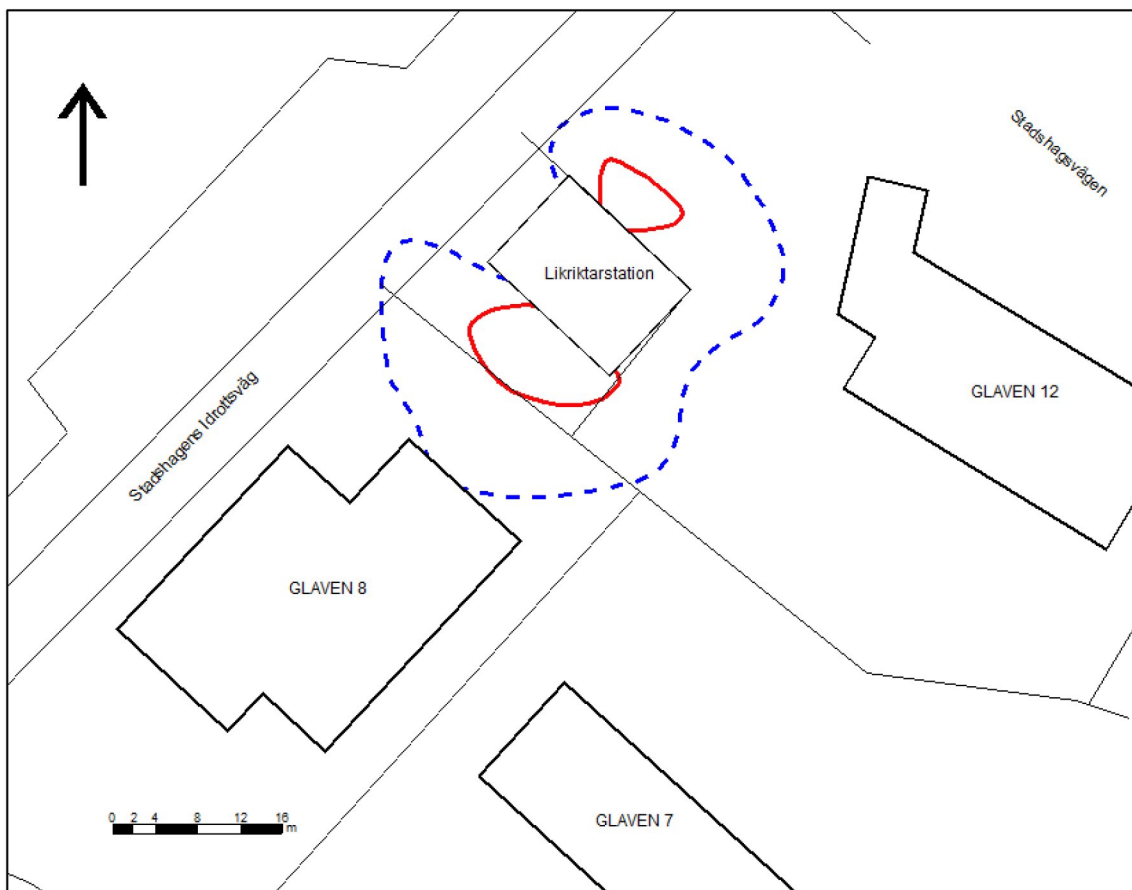 Stadshagsvägen
Likriktarstation
GLAVEN 12
Stadshagens Idrottsväg
GLAVEN 8
GLAVEN 7
0 2 4 8 12 16
m